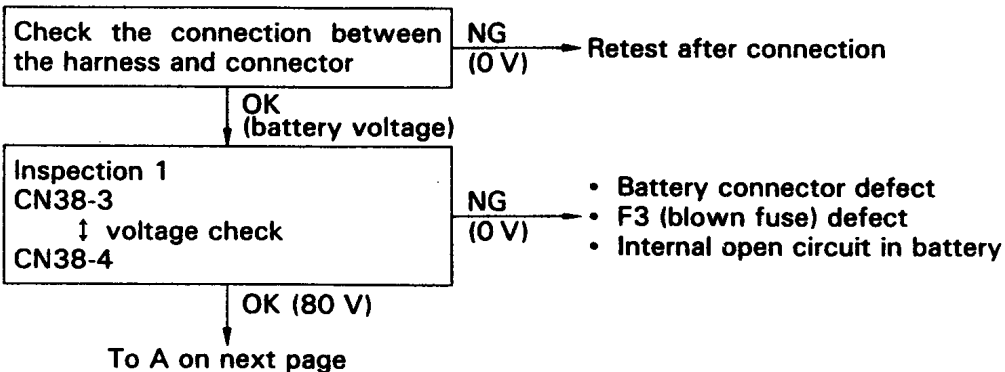 Check the connection between
the harness and connector
NG
(0 V)
Retest after connection
OK
(battery voltage)
Inspection 1
CN38-3
↕ voltage check
CN38-4
NG
(0 V)
• Battery connector defect
• F3 (blown fuse) defect
• Internal open circuit in battery
OK (80 V)
To A on next page